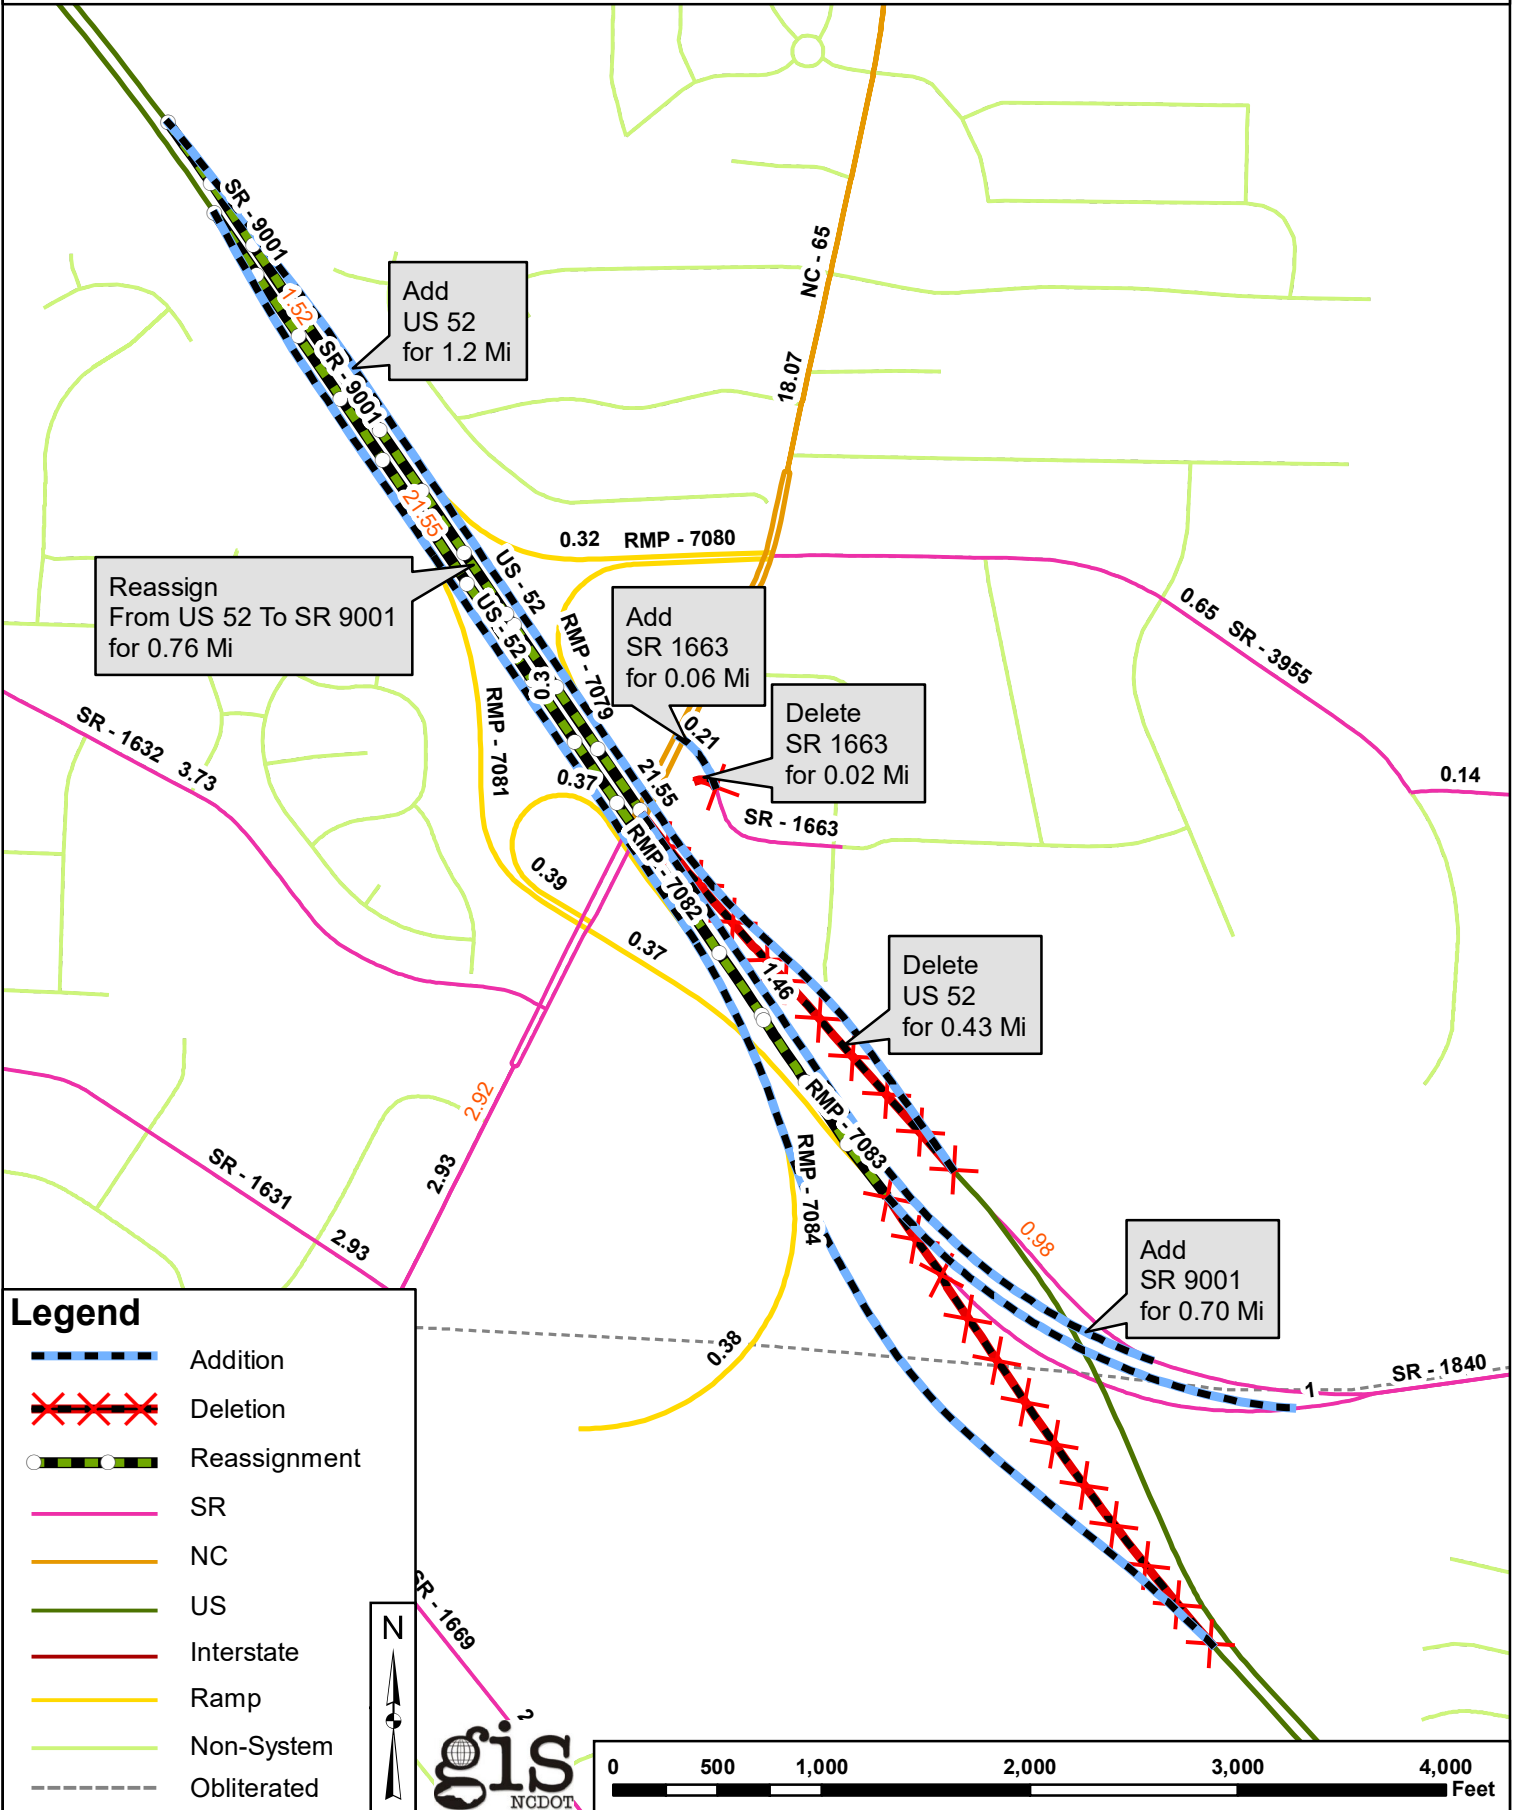 SR - 9001
1.52
SR - 9001
21.55
Add
US 52
for 1.2 Mi
NC - 65
18.07
0.32 RMP - 7080
Reassign
From US 52 To SR 9001
for 0.76 Mi
US - 52
US - 52
0.3
RMP - 7079
RMP - 7081
Add
SR 1663
for 0.06 Mi
0.65 SR - 3955
0.14
SR - 1632 3.73
0.21
Delete
SR 1663
for 0.02 Mi
SR - 1663
21.55
0.37
RMP - 7082
0.39
0.37
1.46
Delete
US 52
for 0.43 Mi
2.92
2.93
RMP - 7083
RMP - 7084
SR - 1631
2.93
0.98
Add
SR 9001
for 0.70 Mi
0.38
1
SR - 1840
Legend
Addition
Deletion
Reassignment
SR
NC
US
Interstate
Ramp
Non-System
Obliterated
SR - 1669
2
N
gis
NCDOT
0 500 1,000 2,000 3,000 4,000
Feet